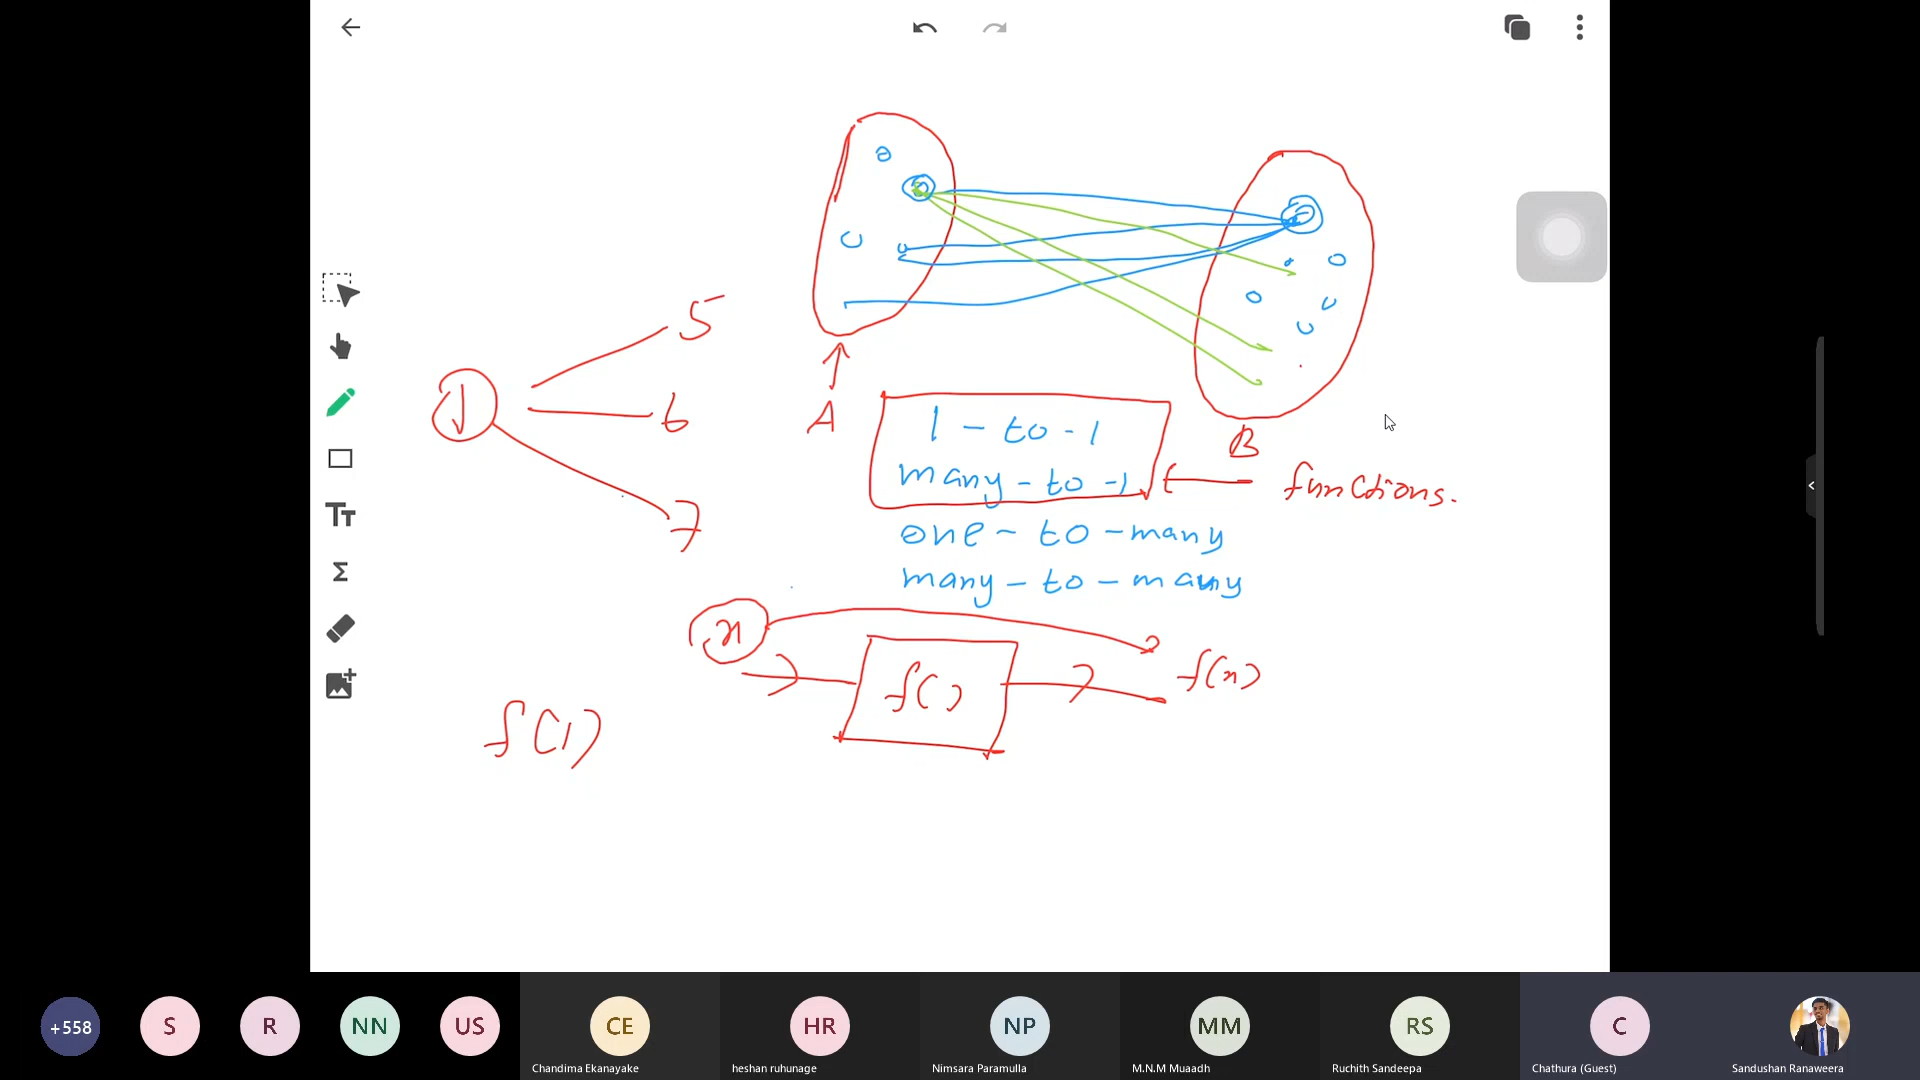 5
1
6
7
A
B
1 - to - 1
many - to - 1
functions.
one - to - many
many - to - many
x
f( )
f(x)
f(1)
+558
S
R
NN
US
CE
HR
NP
MM
RS
C
Chandima Ekanayake
heshan ruhunage
Nimsara Paramulla
M.N.M Muaadh
Ruchith Sandeepa
Chathura (Guest)
Sandushan Ranaweera